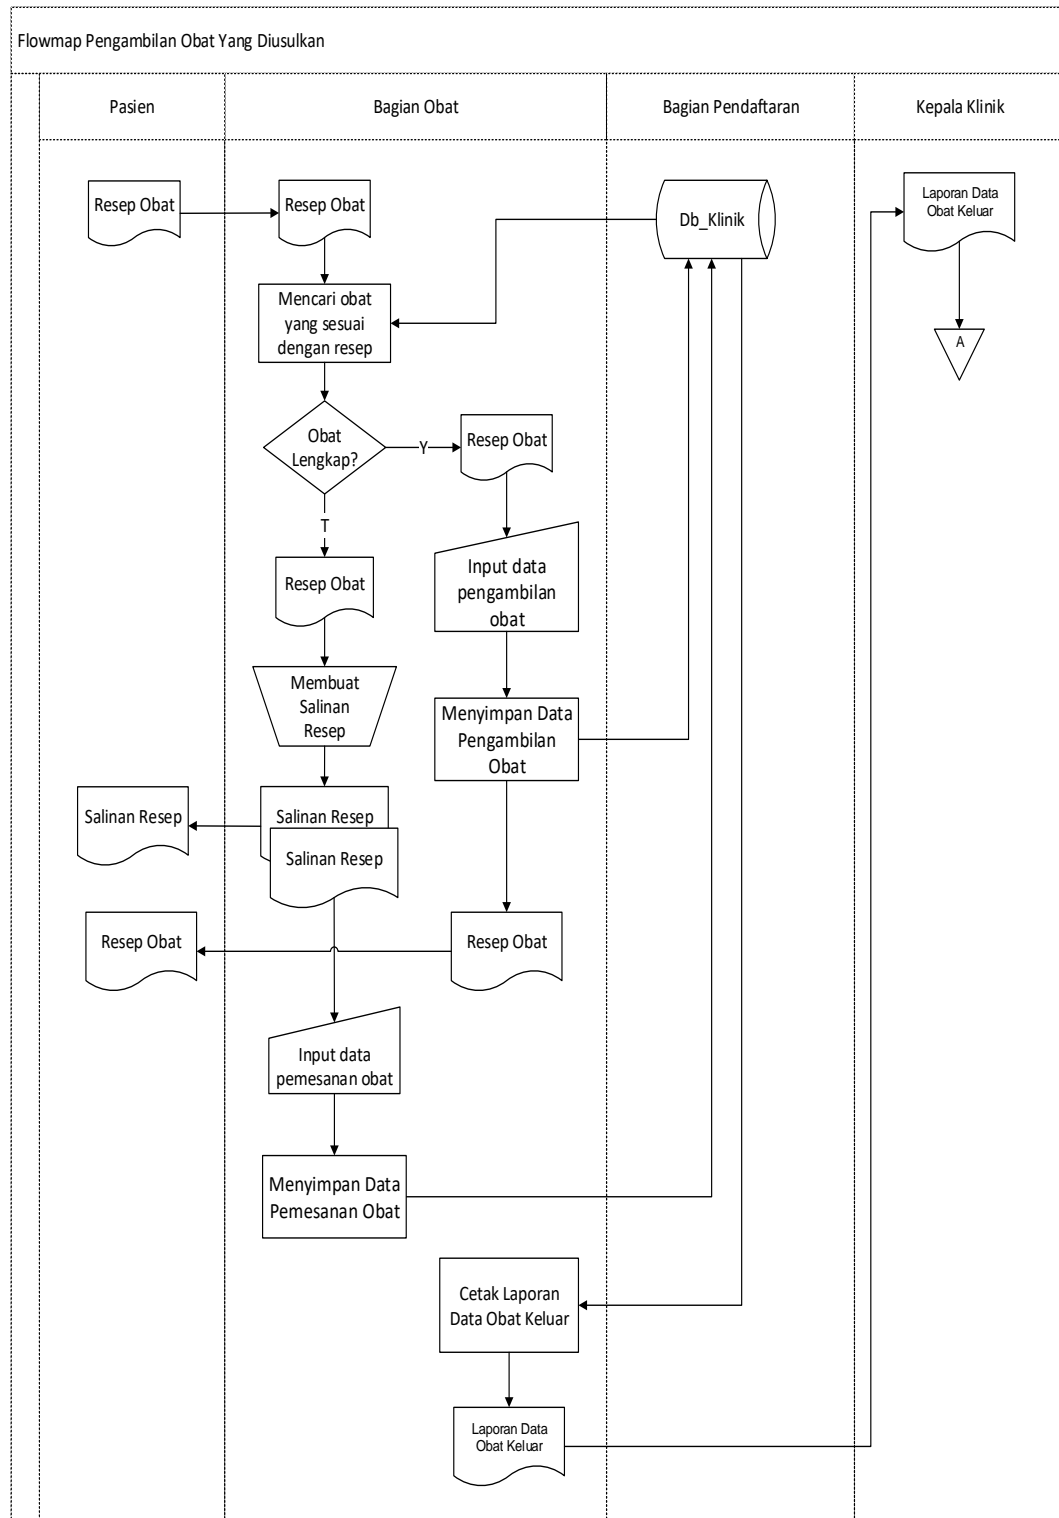 Flowmap Pengambilan Obat Yang Diusulkan
Pasien
Bagian Obat
Bagian Pendaftaran
Kepala Klinik
Resep Obat
Resep Obat
Db_Klinik
Laporan Data
Obat Keluar
Mencari obat
yang sesuai
dengan resep
A
Obat
Lengkap?
Y
Resep Obat
T
Resep Obat
Input data
pengambilan
obat
Membuat
Salinan
Resep
Menyimpan Data
Pengambilan
Obat
Salinan Resep
Salinan Resep
Salinan Resep
Resep Obat
Resep Obat
Input data
pemesanan obat
Menyimpan Data
Pemesanan Obat
Cetak Laporan
Data Obat Keluar
Laporan Data
Obat Keluar